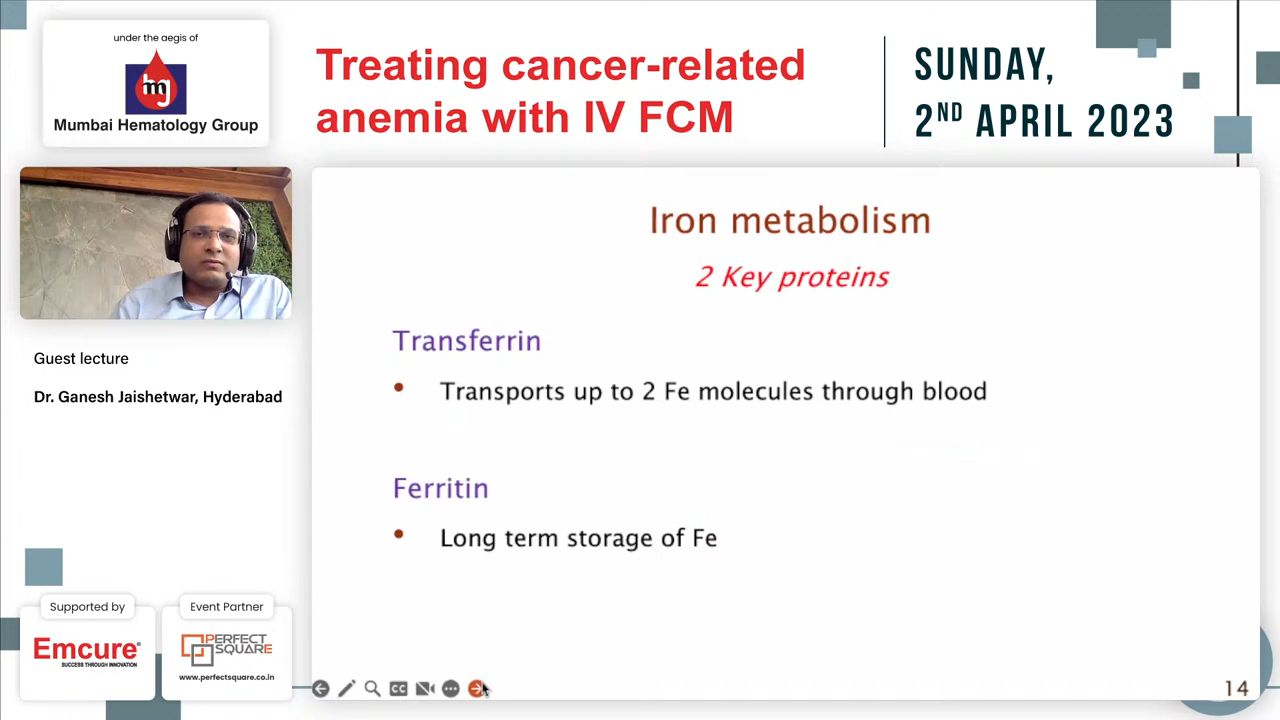 under the aegis of
mhg
Mumbai Hematology Group
Treating cancer-related
anemia with IV FCM
SUNDAY,
2ND APRIL 2023
Guest lecture
Dr. Ganesh Jaishetwar, Hyderabad
Iron metabolism
2 Key proteins
Transferrin
• Transports up to 2 Fe molecules through blood
Ferritin
• Long term storage of Fe
Supported by
Emcure®
SUCCESS THROUGH INNOVATION
Event Partner
PERFECT
SQUARE
www.perfectsquare.co.in
CC
14